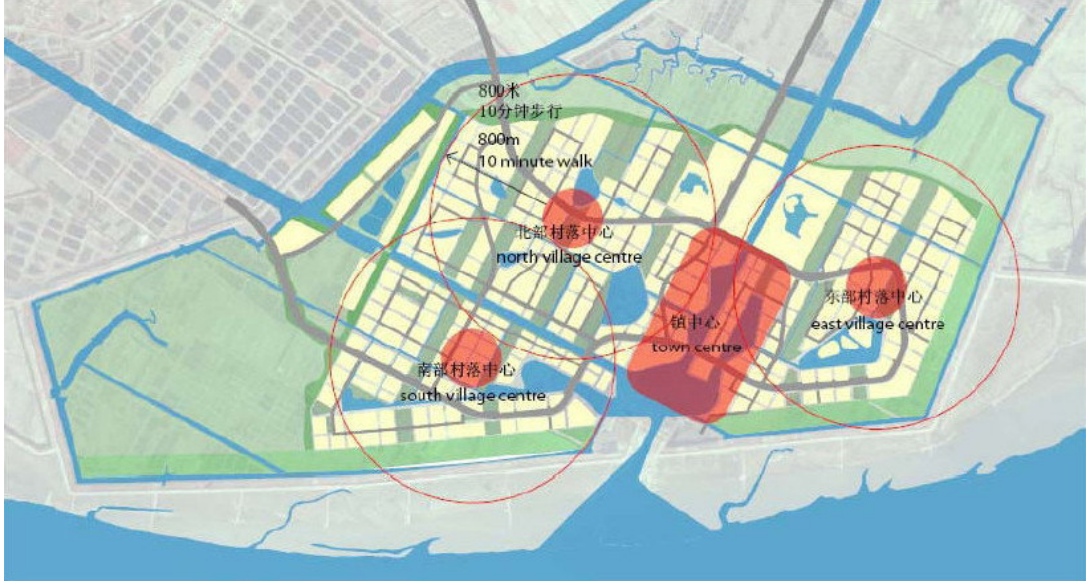 800米
10分钟步行
800m
10 minute walk
北部村落中心
north village centre
东部村落中心
east village centre
镇中心
town centre
南部村落中心
south village centre